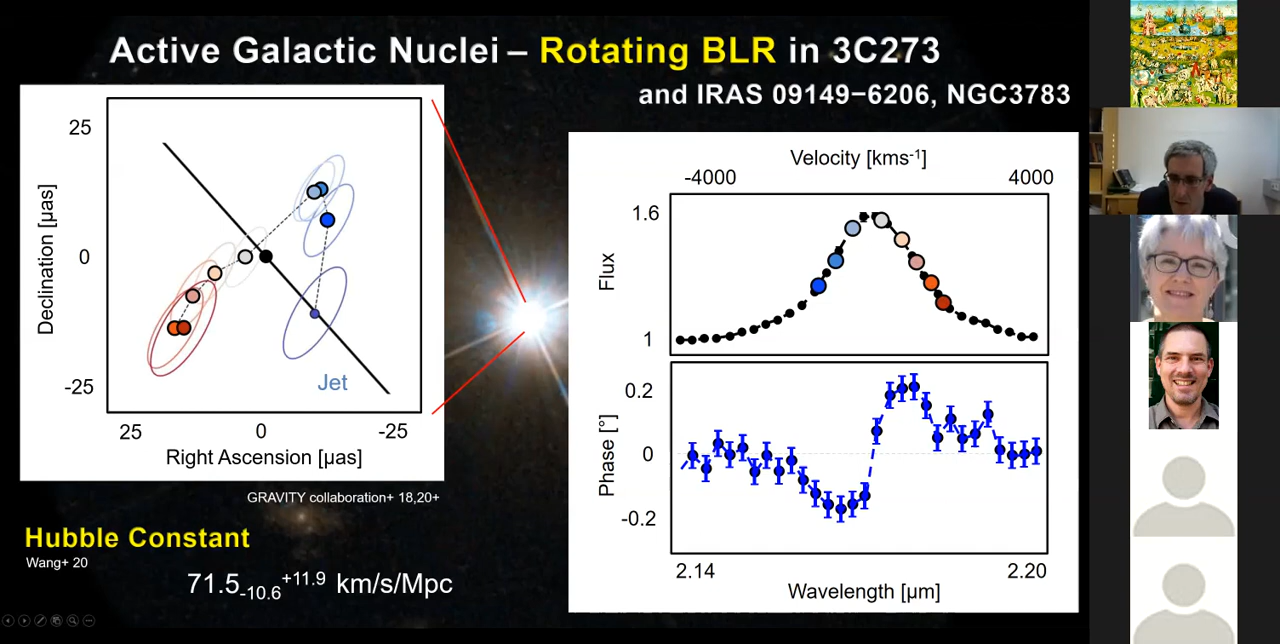 Active Galactic Nuclei – Rotating BLR in 3C273
and IRAS 09149−6206, NGC3783
25
0
-25
Declination [μas]
Jet
25
0
-25
Right Ascension [μas]
GRAVITY collaboration+ 18,20+
Velocity [kms-1]
-4000
4000
1.6
Flux
1
0.2
Phase [°]
0
-0.2
2.14
2.20
Wavelength [μm]
Hubble Constant
Wang+ 20
71.5-10.6+11.9 km/s/Mpc